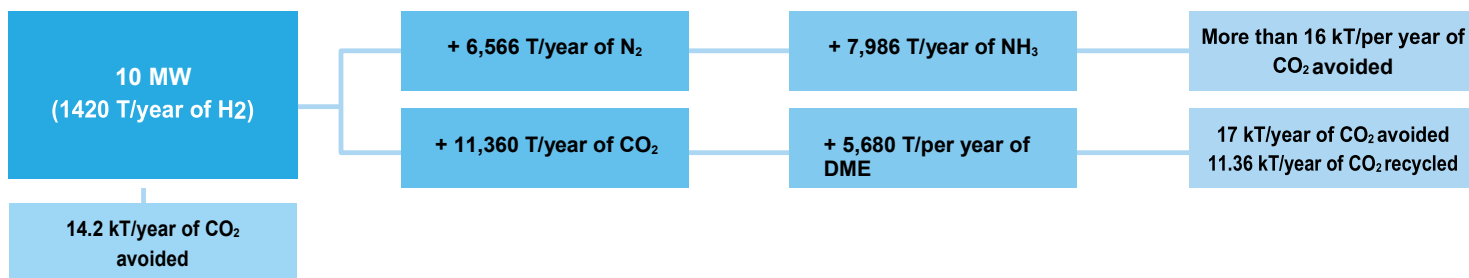 10 MW
(1420 T/year of H2)
14.2 kT/year of CO₂
avoided
+ 6,566 T/year of N₂
+ 7,986 T/year of NH₃
More than 16 kT/per year of
CO₂ avoided
+ 11,360 T/year of CO₂
+ 5,680 T/per year of
DME
17 kT/year of CO₂ avoided
11.36 kT/year of CO₂ recycled